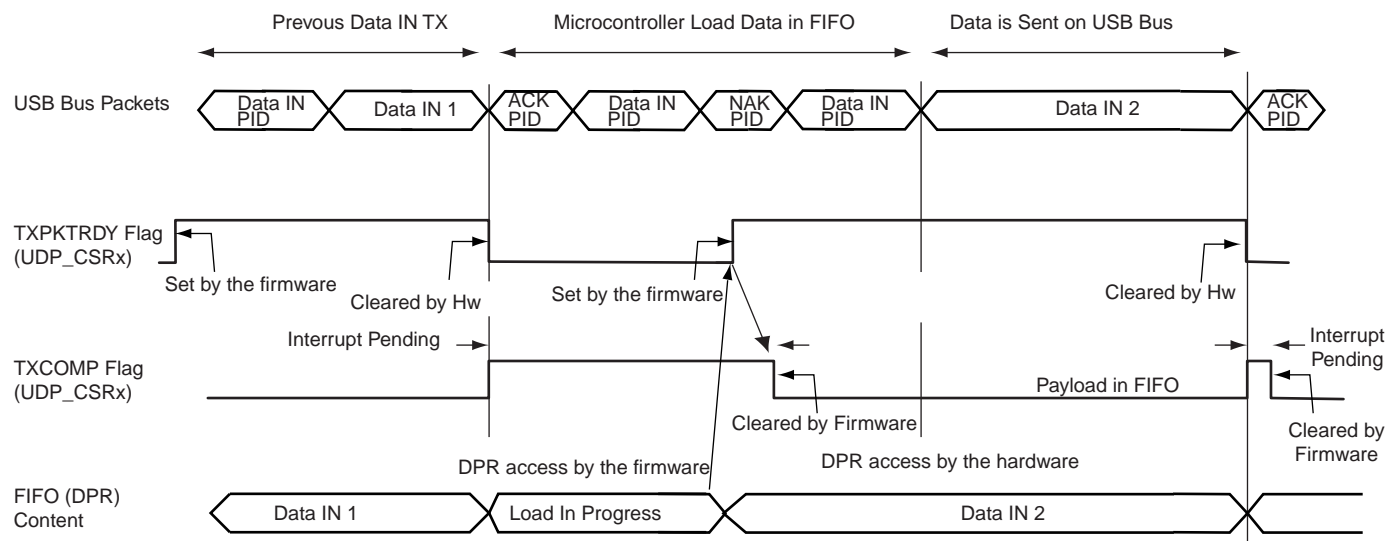 Prevous Data IN TX
Microcontroller Load Data in FIFO
Data is Sent on USB Bus
USB Bus Packets
Data IN
PID
Data IN 1
ACK
PID
Data IN
PID
NAK
PID
Data IN
PID
Data IN 2
ACK
PID
TXPKTRDY Flag
(UDP_CSRx)
Set by the firmware
Cleared by Hw
Set by the firmware
Cleared by Hw
Interrupt Pending
Interrupt
Pending
TXCOMP Flag
(UDP_CSRx)
Payload in FIFO
Cleared by Firmware
Cleared by
Firmware
DPR access by the firmware
DPR access by the hardware
FIFO (DPR)
Content
Data IN 1
Load In Progress
Data IN 2